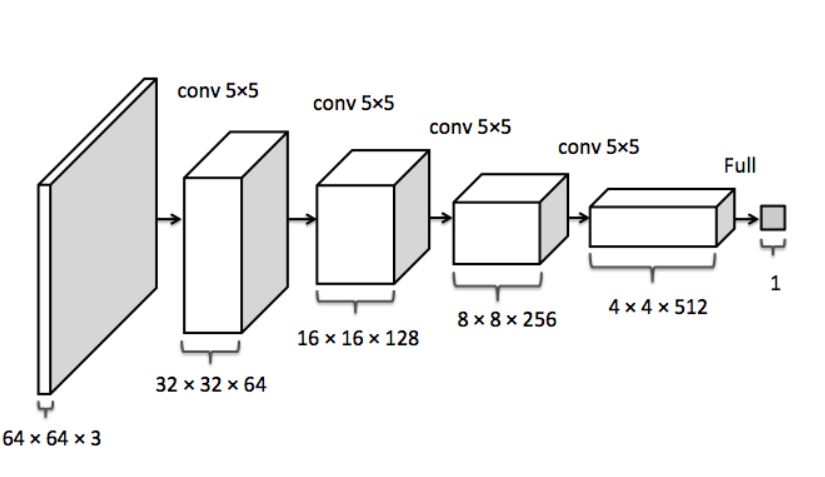 conv 5×5
conv 5×5
conv 5×5
conv 5×5
Full
1
4 × 4 × 512
8 × 8 × 256
16 × 16 × 128
32 × 32 × 64
64 × 64 × 3